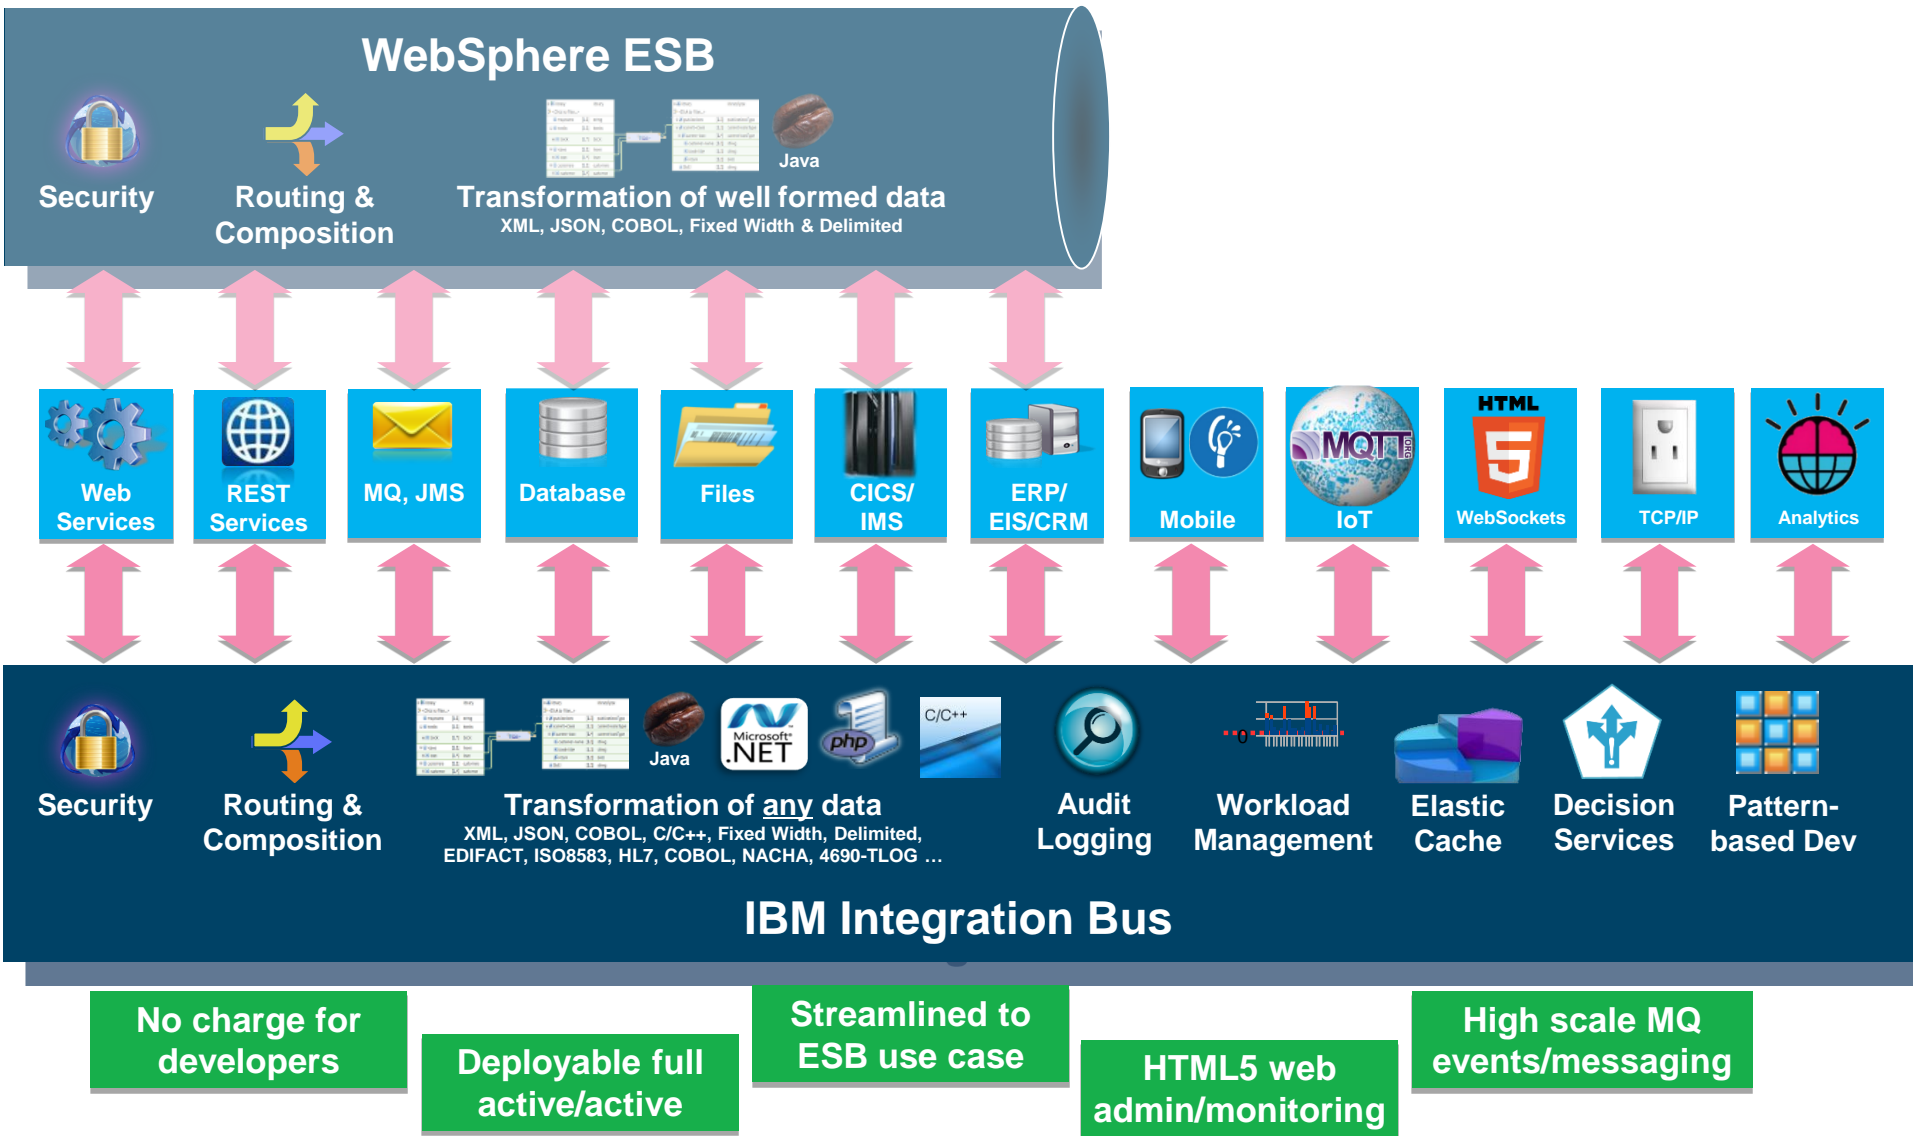 WebSphere ESB
Java
Security
Routing &
Composition
Transformation of well formed data
XML, JSON, COBOL, Fixed Width & Delimited
Web
Services
REST
Services
MQ, JMS
Database
Files
CICS/
IMS
ERP/
EIS/CRM
Mobile
MQTT
.ORG
IoT
HTML
5
WebSockets
TCP/IP
Analytics
Java
Microsoft®
.NET
php
C/C++
0
Security
Routing &
Composition
Transformation of any data
XML, JSON, COBOL, C/C++, Fixed Width, Delimited,
EDIFACT, ISO8583, HL7, COBOL, NACHA, 4690-TLOG …
Audit
Logging
Workload
Management
Elastic
Cache
Decision
Services
Pattern-
based Dev
IBM Integration Bus
No charge for
developers
Deployable full
active/active
Streamlined to
ESB use case
HTML5 web
admin/monitoring
High scale MQ
events/messaging